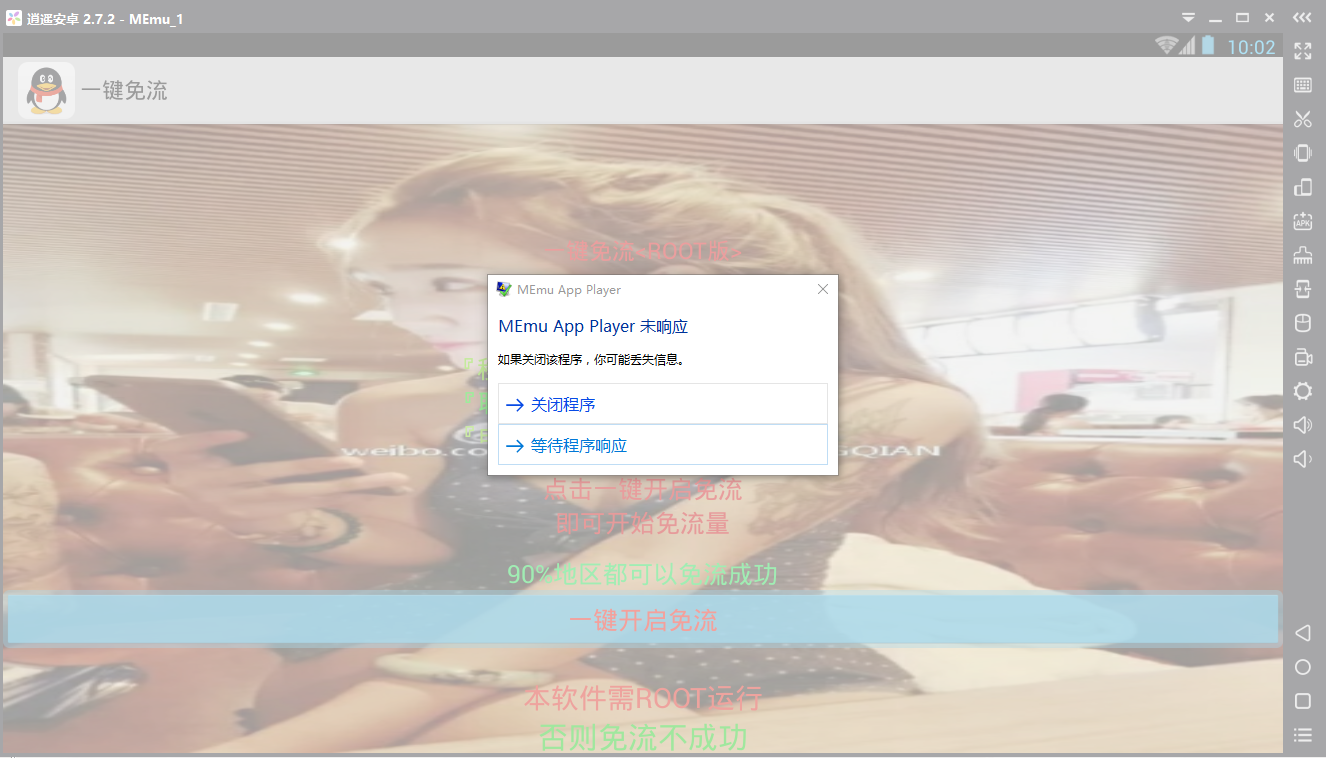 逍遥安卓 2.7.2 - MEmu_1
10:02
一键免流
一键免流<ROOT版>
MEmu App Player
MEmu App Player 未响应
如果关闭该程序，你可能丢失信息。
→ 关闭程序
→ 等待程序响应
weibo.co
GQIAN
点击一键开启免流
即可开始免流量
90%地区都可以免流成功
一键开启免流
本软件需ROOT运行
否则免流不成功
APK